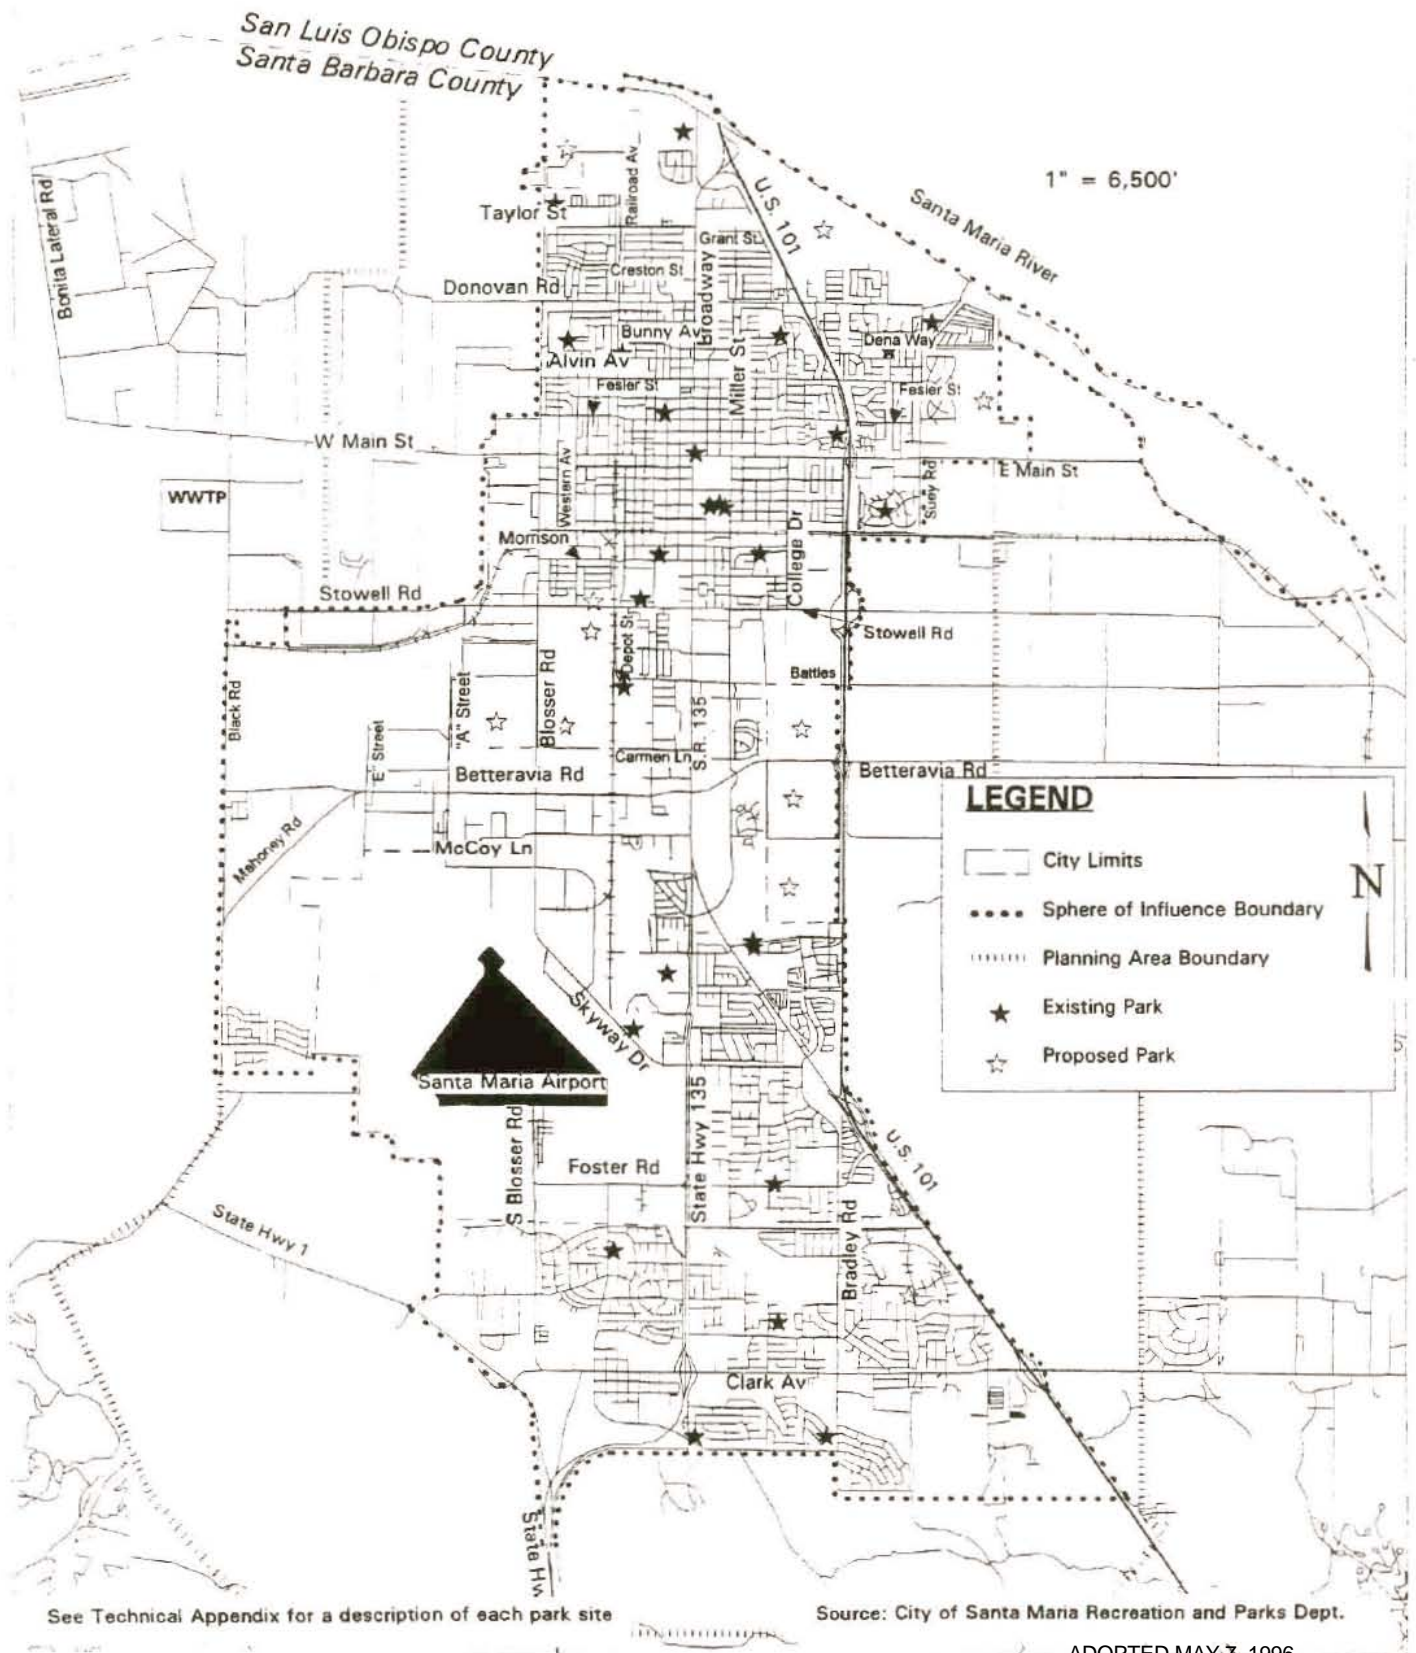 San Luis Obispo County
Santa Barbara County
1" = 6,500'
Bonita Lateral Rd
Railroad Av
U.S. 101
Santa Maria River
Taylor St
Grant St
Broadway
Creston St
Donovan Rd
Bunny Av
Miller St
Dena Way
Alvin Av
Fesler St
Fesler St
W Main St
E Main St
Western Av
Suey Rd
WWTP
College Dr
Morrison
Stowell Rd
Stowell Rd
Depot St
Battles
Blosser Rd
"A" Street
Black Rd
S.R. 135
E' Street
Carmen Ln
Betteravia Rd
Betteravia Rd
Mahoney Rd
McCoy Ln
LEGEND
City Limits
Sphere of Influence Boundary
Planning Area Boundary
Existing Park
Proposed Park
N
Skyway Dr
Santa Maria Airport
State Hwy 135
S Blosser Rd
U.S. 101
Foster Rd
Bradley Rd
State Hwy 1
Clark Av
State Hw
See Technical Appendix for a description of each park site
Source: City of Santa Maria Recreation and Parks Dept.
ADOPTED MAY 7, 1996